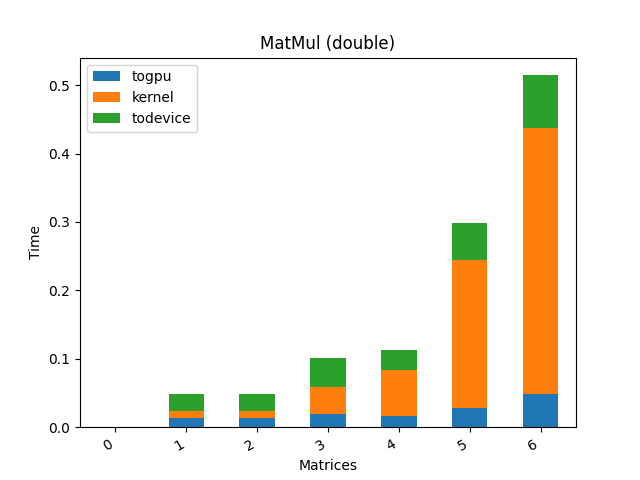 MatMul (double)
togpu
kernel
todevice
Time
0.5
0.4
0.3
0.2
0.1
0.0
0 1 2 3 4 5 6
Matrices